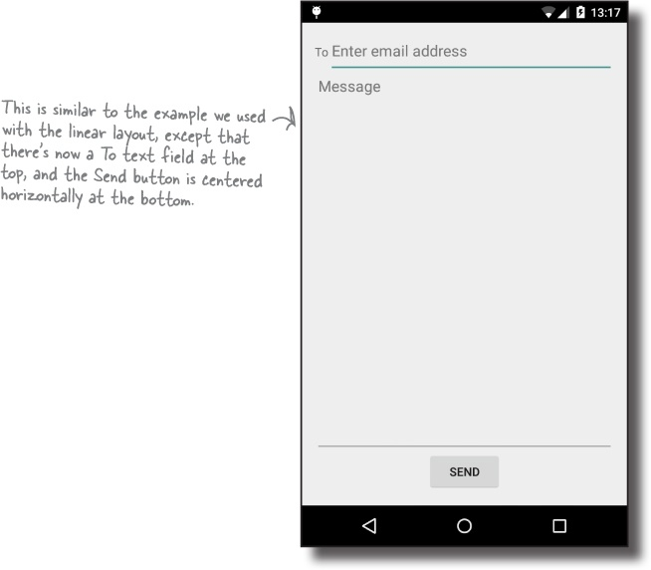 13:17
To Enter email address
Message
This is similar to the example we used
with the linear layout, except that
there's now a To text field at the
top, and the Send button is centered
horizontally at the bottom.
SEND